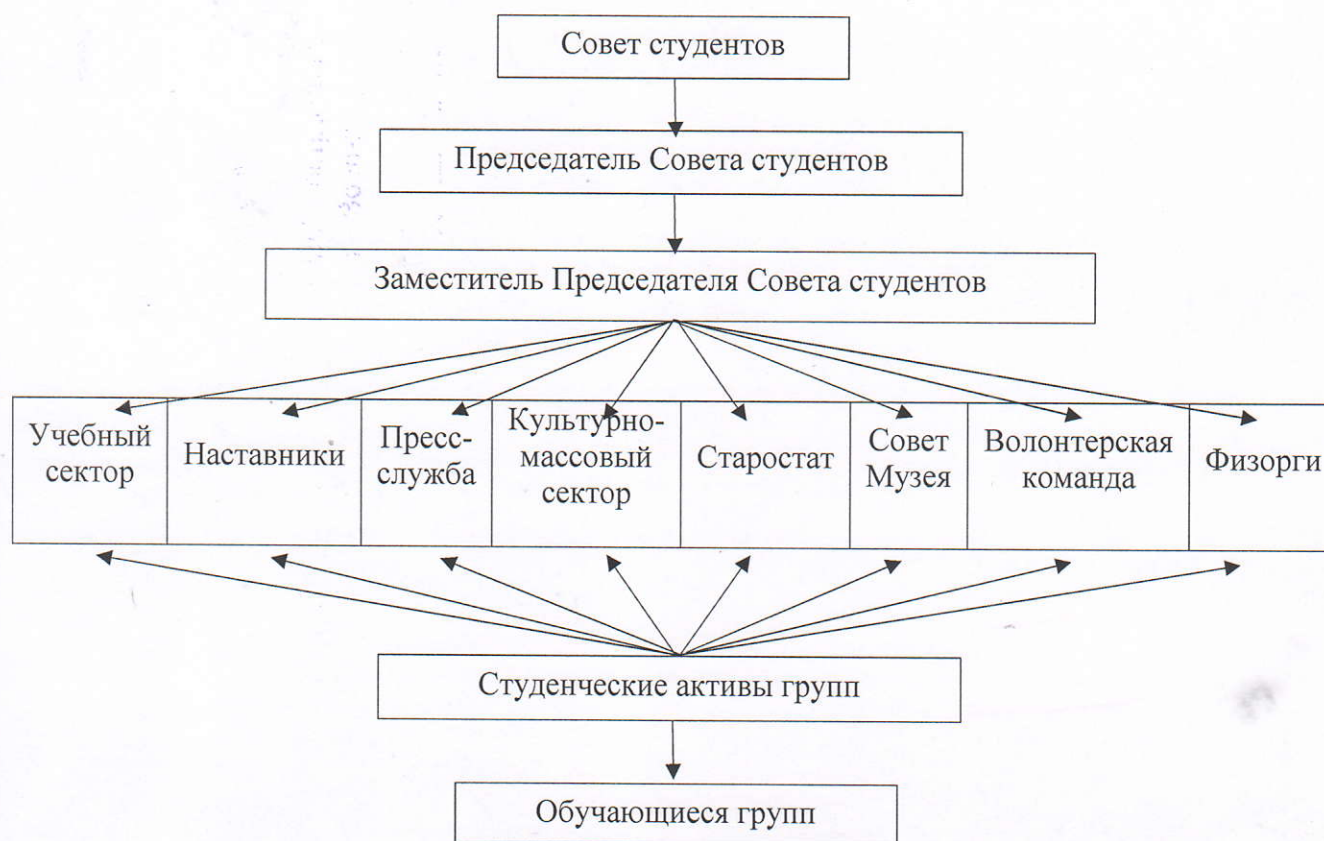 Совет студентов
Председатель Совета студентов
Заместитель Председателя Совета студентов
Учебный
сектор
Наставники
Пресс-
служба
Культурно-
массовый
сектор
Старостат
Совет
Музея
Волонтерская
команда
Физорги
Студенческие активы групп
Обучающиеся групп